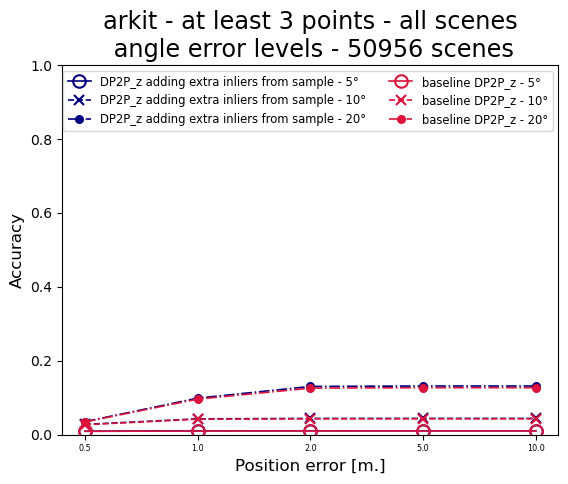 arkit - at least 3 points - all scenes
angle error levels - 50956 scenes
DP2P_z adding extra inliers from sample - 5°
DP2P_z adding extra inliers from sample - 10°
DP2P_z adding extra inliers from sample - 20°
baseline DP2P_z - 5°
baseline DP2P_z - 10°
baseline DP2P_z - 20°
1.0
0.8
0.6
0.4
0.2
0.0
Accuracy
0.5 1.0 2.0 5.0 10.0
Position error [m.]